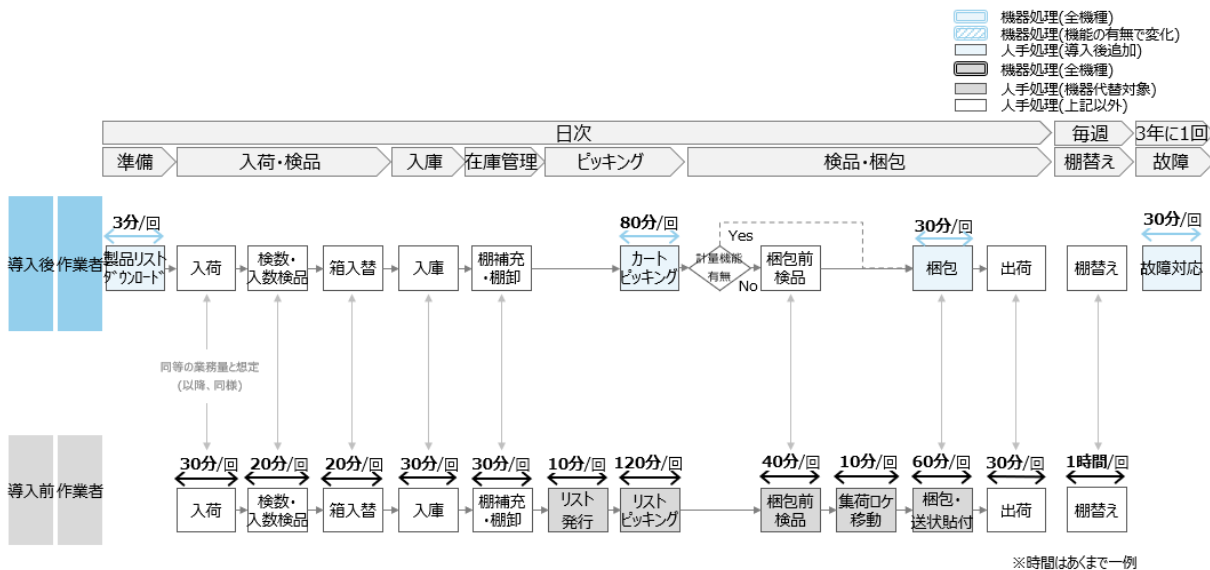 機器処理(全機種)
機器処理(機能の有無で変化)
人手処理(導入後追加)
機器処理(全機種)
人手処理(機器代替対象)
人手処理(上記以外)
日次
毎週
3年に1回
準備
入荷・検品
入庫
在庫管理
ピッキング
検品・梱包
棚替え
故障
導入後
作業者
3分/回
80分/回
30分/回
30分/回
製品リスト
ダウンロード
入荷
検数・
入数検品
箱入替
入庫
棚補充
・棚卸
カート
ピッキング
計量機能
有無
Yes
No
梱包前
検品
梱包
出荷
棚替え
故障対応
同等の業務量と想定
(以降、同様)
導入前
作業者
30分/回
20分/回
20分/回
30分/回
30分/回
10分/回
120分/回
40分/回
10分/回
60分/回
30分/回
1時間/回
入荷
検数・
入数検品
箱入替
入庫
棚補充
・棚卸
リスト
発行
リスト
ピッキング
梱包前
検品
集荷ロケ
移動
梱包・
送状貼付
出荷
棚替え
※時間はあくまで一例